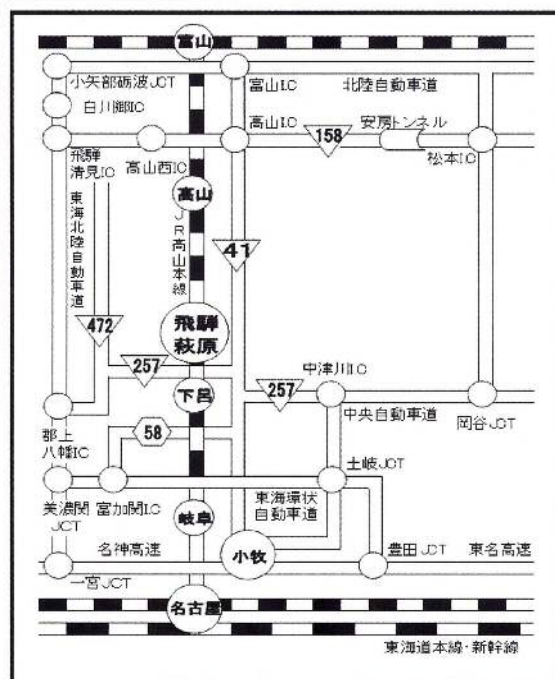 富山
小矢部砺波JCT
富山I.C
北陸自動車道
白川郷IC
高山I.C
158
安房トンネル
飛騨
清見IC
高山西IC
松本IC
東海北陸自動車道
高山
JR高山本線
41
472
飛騨
萩原
257
下呂
257
中津川I.C
中央自動車道
岡谷JCT
58
郡上
八幡IC
土岐JCT
美濃関
JCT
富加関I.C
岐阜
東海環状
自動車道
小牧
名神高速
豊田JCT
東名高速
一宮JCT
名古屋
東海道本線・新幹線